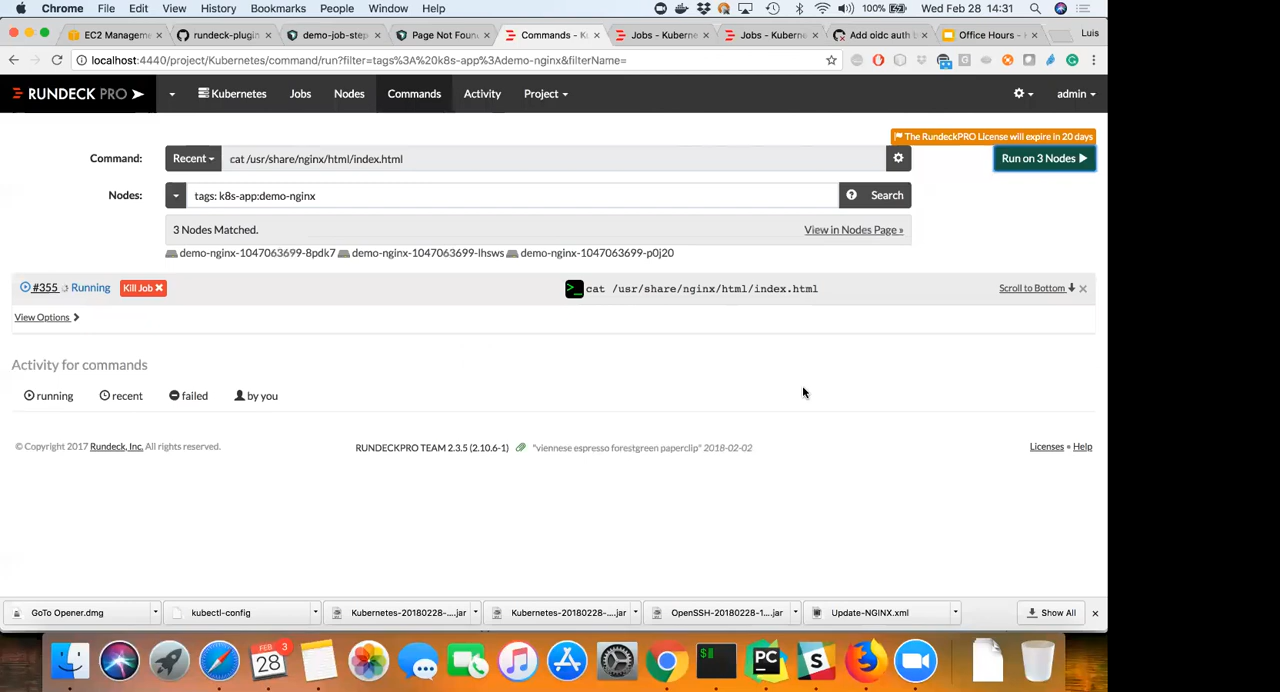 Chrome File Edit View History Bookmarks People Window Help 100% Wed Feb 28 14:31
EC2 Manageme rundeck-plugin demo-job-step Page Not Foun Commands - K Jobs - Kuberne Jobs - Kuberne Add oidc auth b Office Hours - Luis
localhost:4440/project/Kubernetes/command/run?filter=tags%3A%20k8s-app%3Ademo-nginx&filterName=
RUNDECK PRO Kubernetes Jobs Nodes Commands Activity Project admin
The RundeckPRO License will expire in 20 days
Command: Recent cat /usr/share/nginx/html/index.html Run on 3 Nodes
Nodes: tags: k8s-app:demo-nginx Search
3 Nodes Matched. View in Nodes Page »
demo-nginx-1047063699-8pdk7 demo-nginx-1047063699-lhsws demo-nginx-1047063699-p0j20
#355 Running Kill Job cat /usr/share/nginx/html/index.html Scroll to Bottom
View Options
Activity for commands
running recent failed by you
© Copyright 2017 Rundeck, Inc. All rights reserved. RUNDECKPRO TEAM 2.3.5 (2.10.6-1) "viennese espresso forestgreen paperclip" 2018-02-02 Licenses • Help
GoTo Opener.dmg kubectl-config Kubernetes-20180228-....jar Kubernetes-20180228-....jar OpenSSH-20180228-1....jar Update-NGINX.xml Show All
FEB 3
28 $ PC